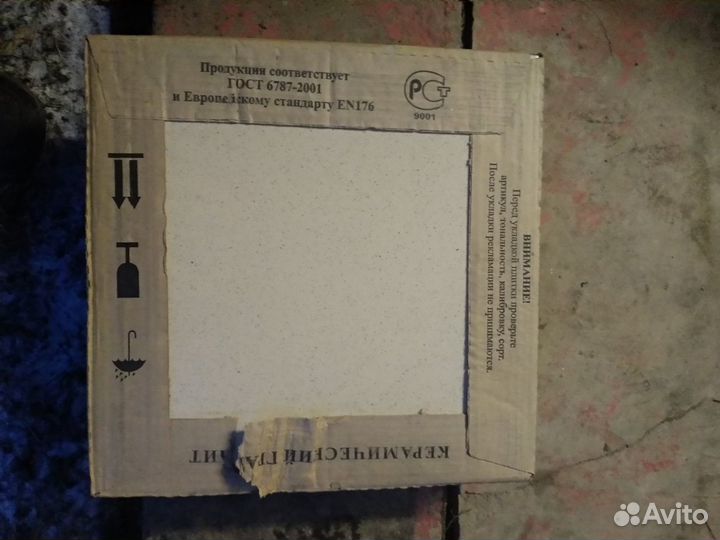 Продукция соответствует
ГОСТ 6787-2001
и Европейскому стандарту EN176
РСТ
9001
ВНИМАНИЕ!
Перед укладкой плитки проверьте
артикул, тональность, калибровку, сорт.
После укладки рекламации не принимаются.
КЕРАМИЧЕСКИЙ ГРАНИТ
Avito